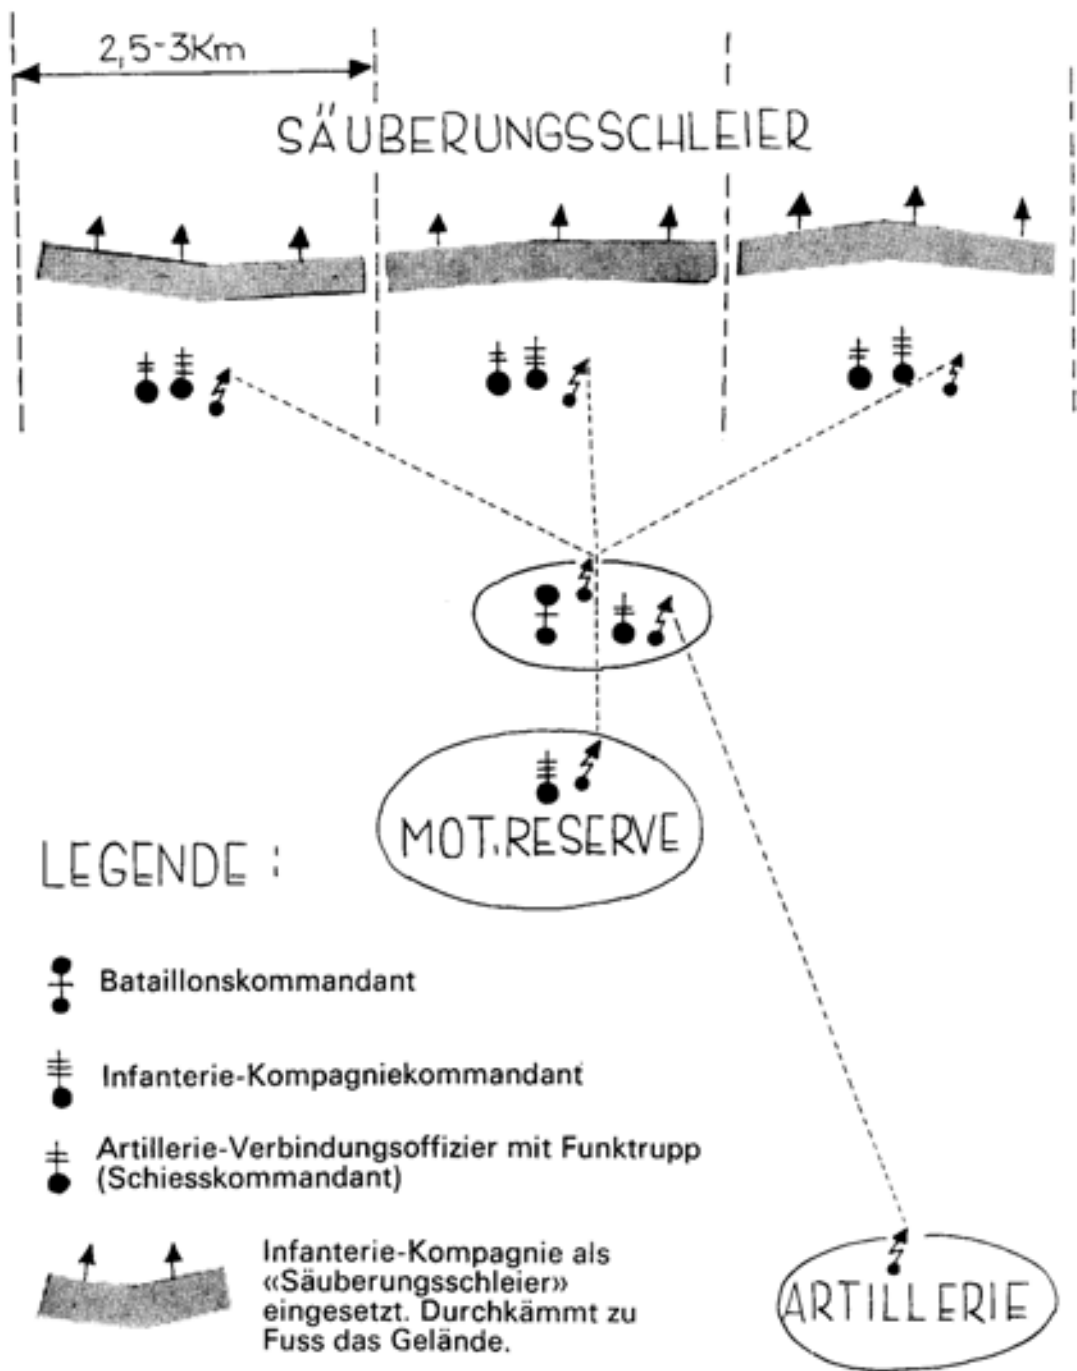 2,5-3Km
SÄUBERUNGSSCHLEIER
MOT.RESERVE
LEGENDE :
Bataillonskommandant
Infanterie-Kompagniekommandant
Artillerie-Verbindungsoffizier mit Funktrupp
(Schiesskommandant)
Infanterie-Kompagnie als
«Säuberungsschleier»
eingesetzt. Durchkämmt zu
Fuss das Gelände.
ARTILLERIE